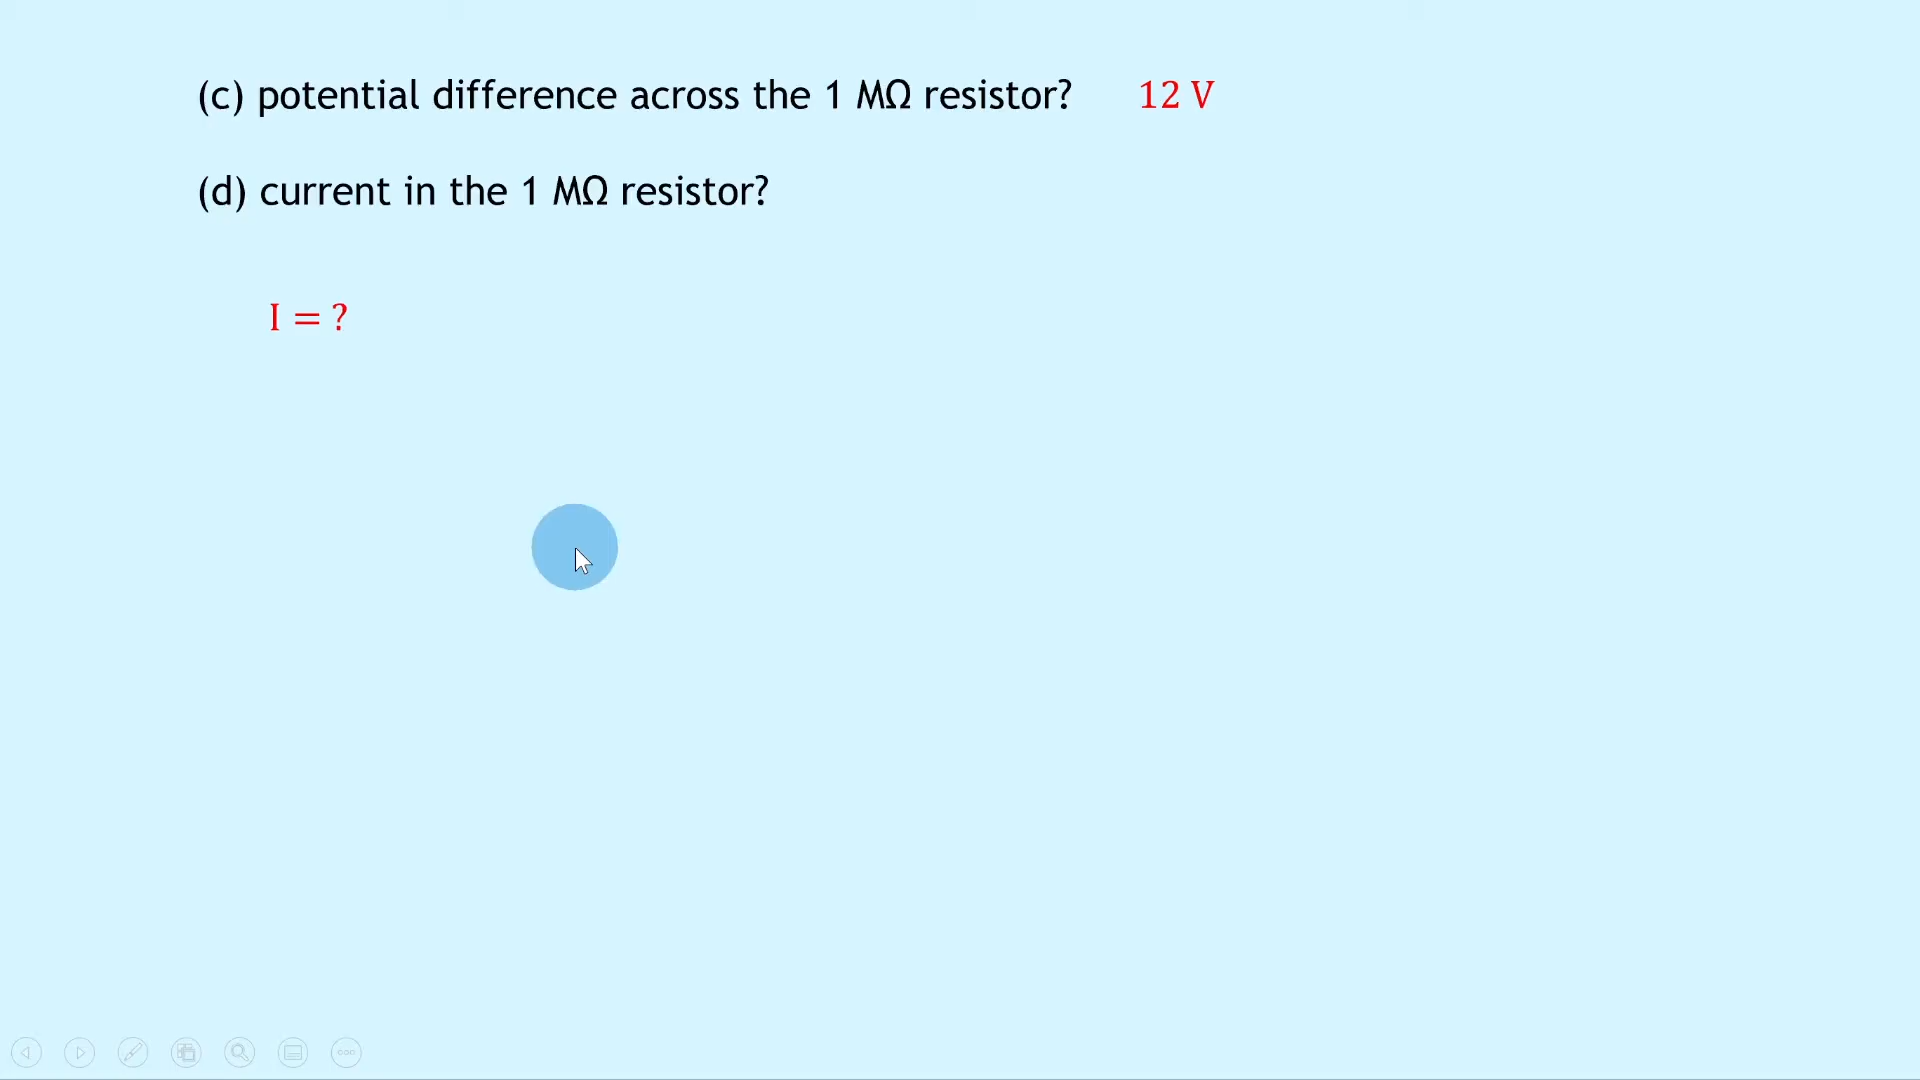 (c) potential difference across the 1 MΩ resistor? 12 V
(d) current in the 1 MΩ resistor?
I = ?